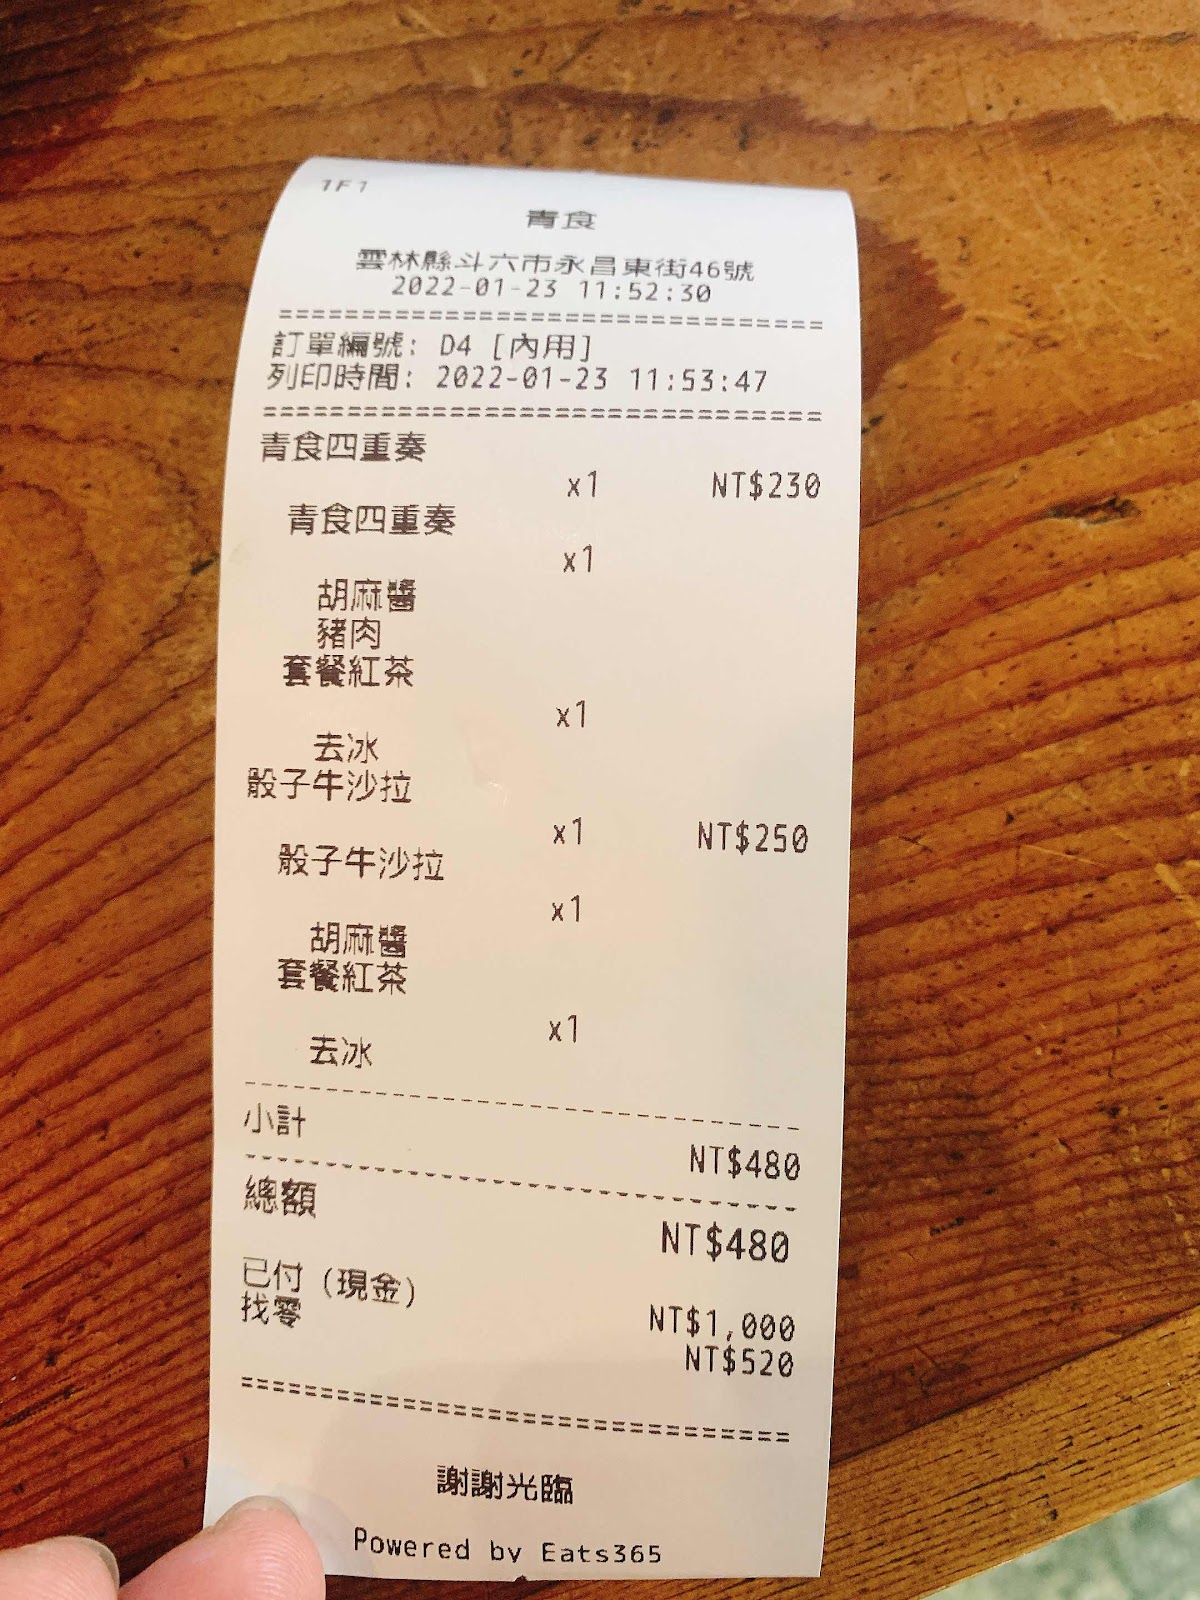 1F1
青食
雲林縣斗六市永昌東街46號
2022-01-23 11:52:30
================================
訂單編號: D4 [內用]
列印時間: 2022-01-23 11:53:47
================================
青食四重奏
x1 NT$230
青食四重奏
x1
胡麻醬
豬肉
套餐紅茶
x1
去冰
骰子牛沙拉
x1 NT$250
骰子牛沙拉
x1
胡麻醬
套餐紅茶
x1
去冰
--------------------------------
小計
NT$480
--------------------------------
總額
NT$480
已付 (現金)
NT$1,000
找零
NT$520
================================
謝謝光臨
Powered by Eats365